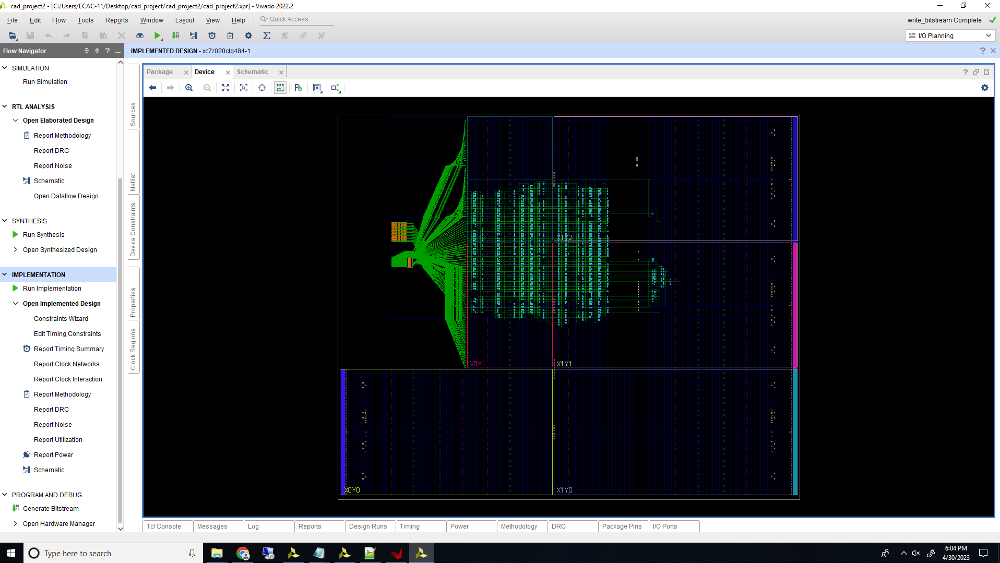 cad_project2 - [C:/Users/ECAC-11/Desktop/cad_project/cad_project2/cad_project2.xpr] - Vivado 2022.2
File Edit Flow Tools Reports Window Layout View Help Quick Access
write_bitstream Complete
I/O Planning
Flow Navigator
IMPLEMENTED DESIGN - xc7z020clg484-1
SIMULATION
Run Simulation
RTL ANALYSIS
Open Elaborated Design
Report Methodology
Report DRC
Report Noise
Schematic
Open Dataflow Design
SYNTHESIS
Run Synthesis
Open Synthesized Design
IMPLEMENTATION
Run Implementation
Open Implemented Design
Constraints Wizard
Edit Timing Constraints
Report Timing Summary
Report Clock Networks
Report Clock Interaction
Report Methodology
Report DRC
Report Noise
Report Utilization
Report Power
Schematic
PROGRAM AND DEBUG
Generate Bitstream
Open Hardware Manager
Sources
Netlist
Device Constraints
Properties
Clock Regions
Package Device Schematic
X1Y2
X0Y1
X1Y1
X0Y0
X1Y0
Tcl Console Messages Log Reports Design Runs Timing Power Methodology DRC Package Pins I/O Ports
Type here to search
6:04 PM
4/30/2023